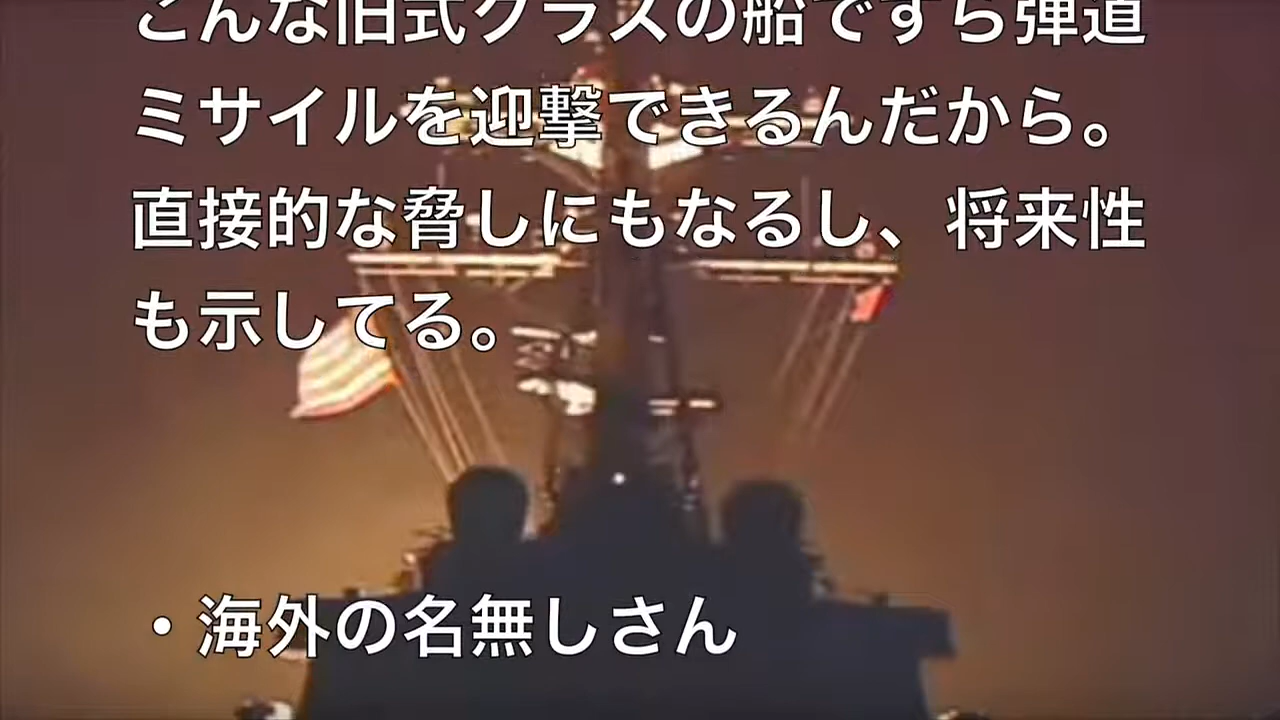 こんな旧式クラスの船ですら弾道
ミサイルを迎撃できるんだから。
直接的な脅しにもなるし、将来性
も示してる。
・海外の名無しさん